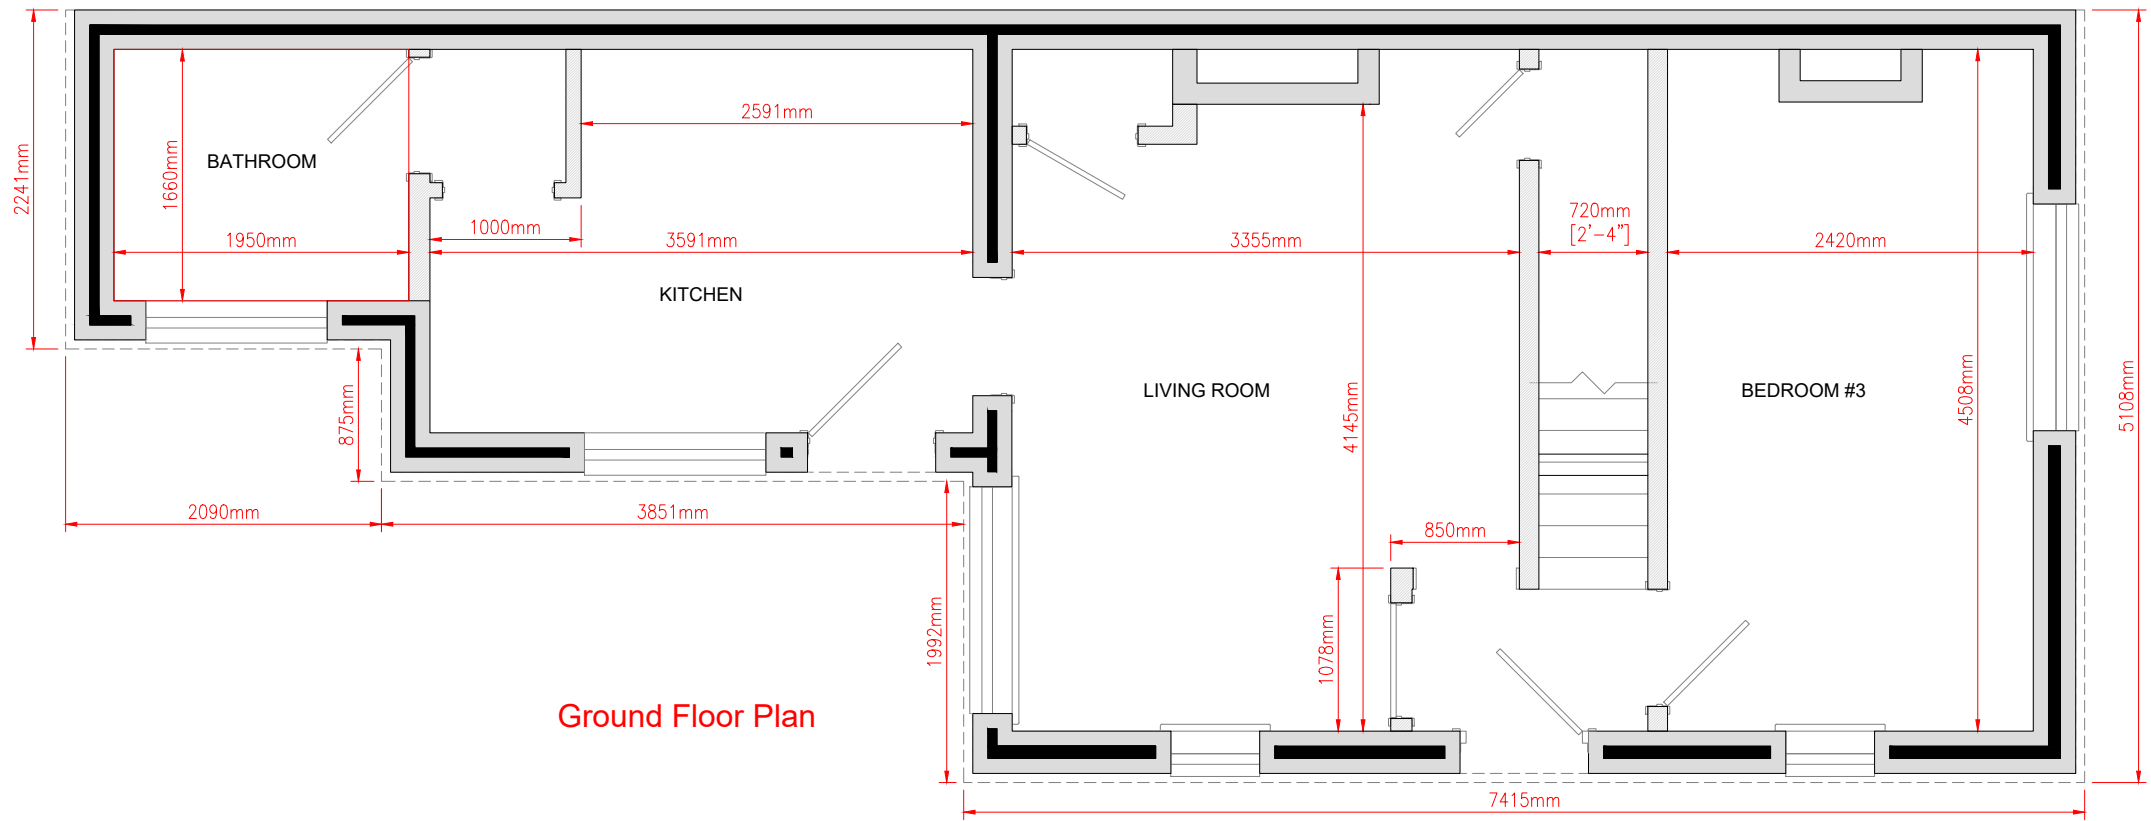 2591mm
BATHROOM
1660mm
2241mm
720mm
[2'-4"]
1000mm
1950mm
3591mm
3355mm
2420mm
KITCHEN
LIVING ROOM
BEDROOM #3
875mm
4145mm
4508mm
5108mm
2090mm
3851mm
850mm
1992mm
1078mm
Ground Floor Plan
7415mm